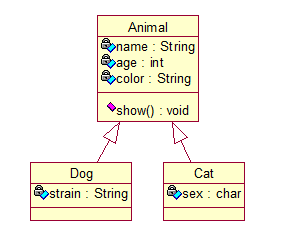 Animal
name : String
age : int
color : String
show() : void
Dog
strain : String
Cat
sex : char